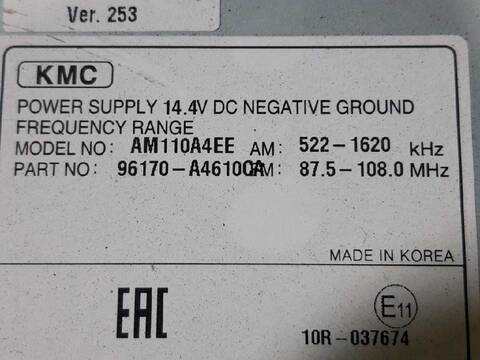 Ver. 253
KMC
POWER SUPPLY 14.4V DC NEGATIVE GROUND
FREQUENCY RANGE
MODEL NO: AM110A4EE AM: 522-1620 kHz
PART NO: 96170-A4610CA FM: 87.5-108.0 MHz
MADE IN KOREA
EAC E11
10R-037674